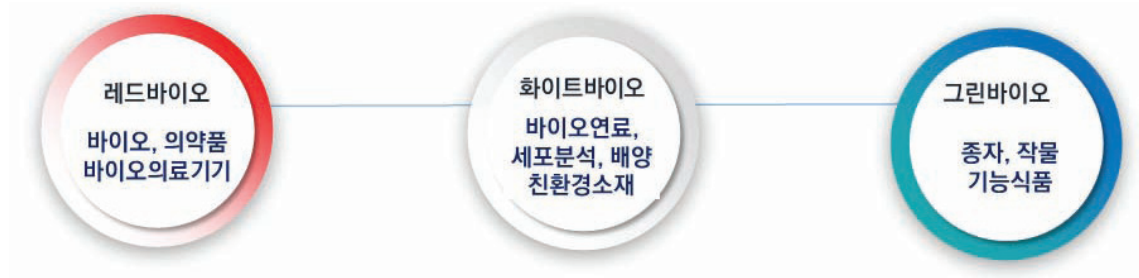 레드바이오
바이오, 의약품
바이오의료기기
화이트바이오
바이오연료,
세포분석, 배양
친환경소재
그린바이오
종자, 작물
기능식품